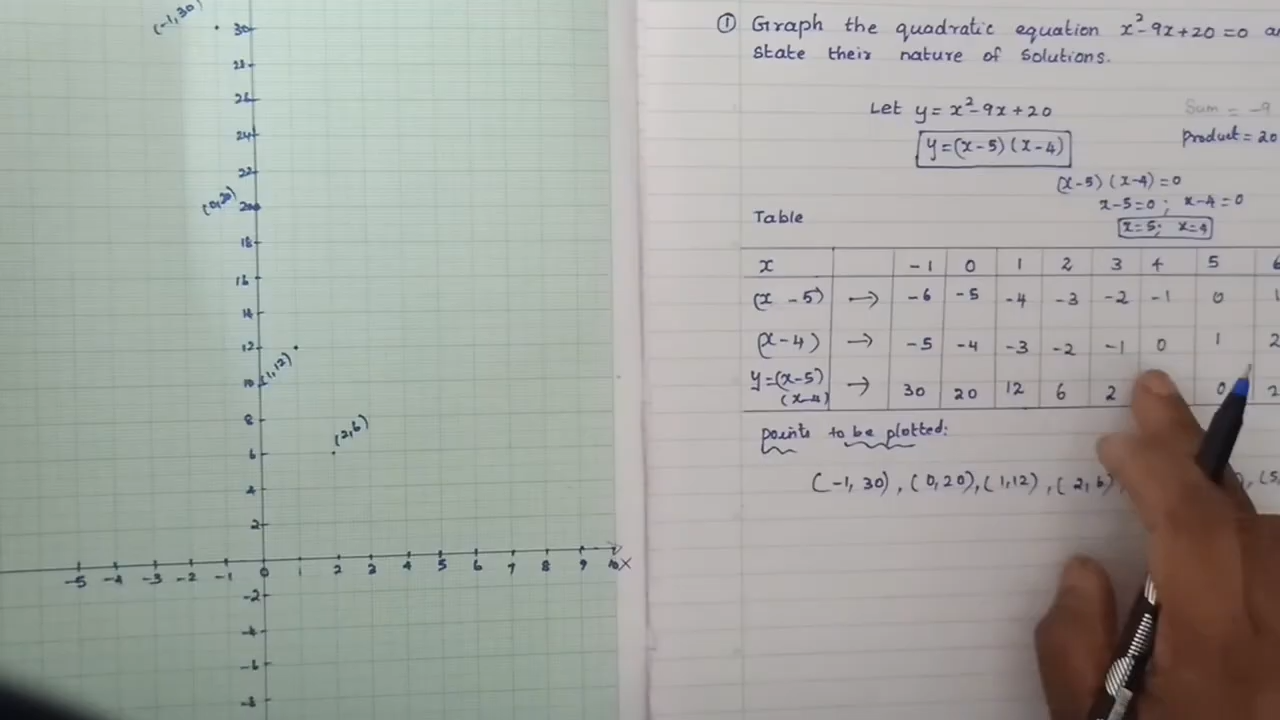 (-1,30)
30
28
26
24
22
(0,20)
20
18
16
14
12
(1,12)
10
8
(2,6)
6
4
2
-5 -4 -3 -2 -1 0 1 2 3 4 5 6 7 8 9 10 X
-2
-4
-6
-8
① Graph the quadratic equation x²-9x+20=0
State their nature of solutions.
Let y = x²-9x+20
Sum = -9
y=(x-5)(x-4)
product = 20
(x-5)(x-4)=0
x-5=0; x-4=0
x=5; x=4
Table
x -1 0 1 2 3 4 5 6
(x-5) → -6 -5 -4 -3 -2 -1 0 1
(x-4) → -5 -4 -3 -2 -1 0 1 2
y=(x-5)(x-4) → 30 20 12 6 2 0 2
points to be plotted:
(-1, 30), (0,20), (1,12), (2,6), (5,